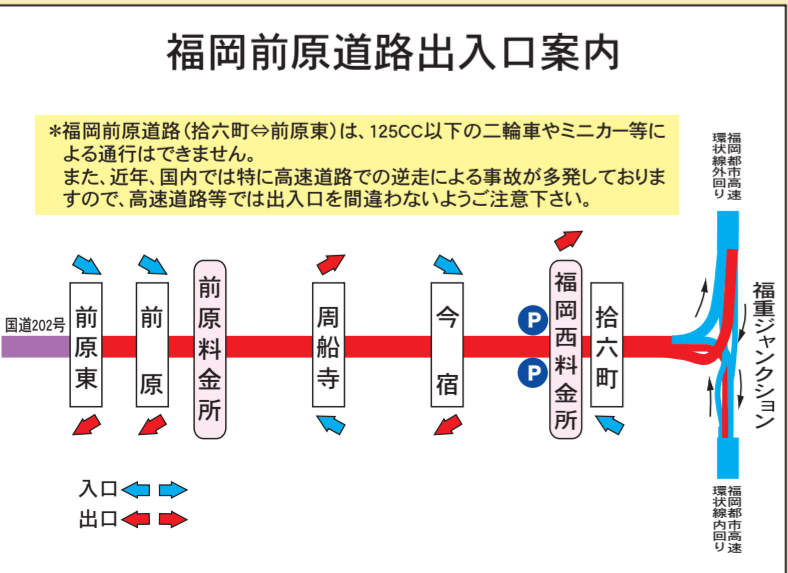 福岡前原道路出入口案内
*福岡前原道路(拾六町⇔前原東)は、125CC以下の二輪車やミニカー等に
よる通行はできません。
また、近年、国内では特に高速道路での逆走による事故が多発しておりま
すので、高速道路等では出入口を間違わないようご注意下さい。
福岡都市高速
環状線外回り
国道202号
前原東
前原
前原料金所
周船寺
今宿
P
P
福岡西料金所
拾六町
福重ジャンクション
入口
出口
福岡都市高速
環状線内回り